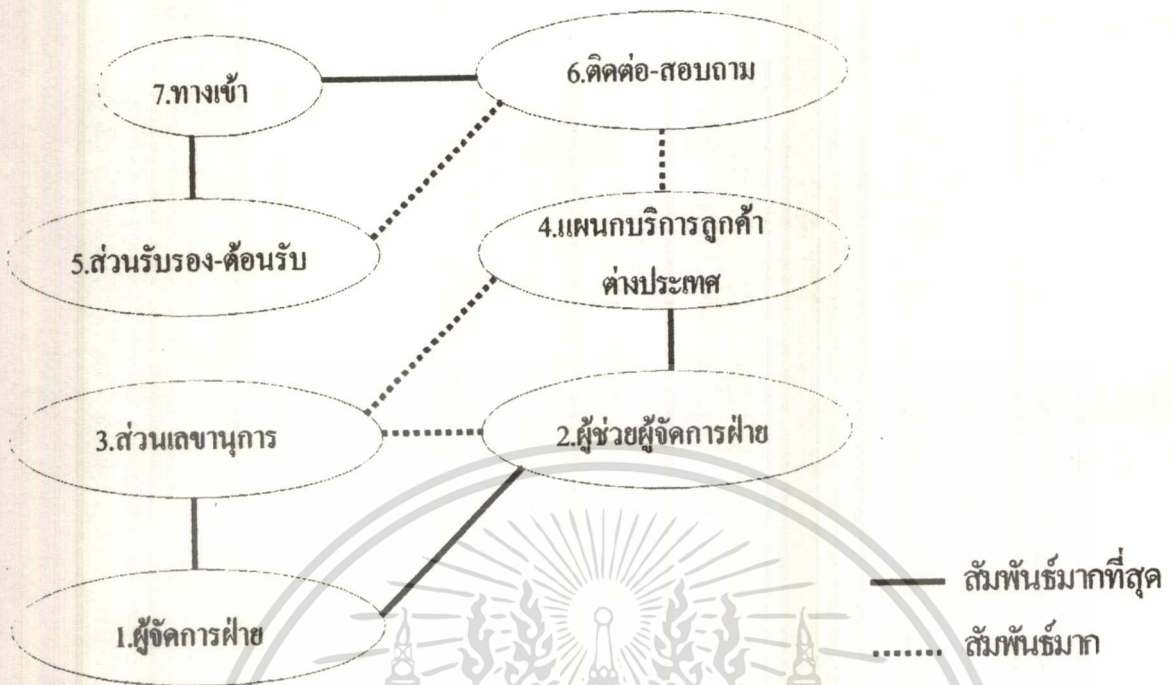 7.ทางเข้า
6.ติดต่อ-สอบถาม
5.ส่วนรับรอง-ต้อนรับ
4.แผนกบริการลูกค้า
ต่างประเทศ
3.ส่วนเลขานุการ
2.ผู้ช่วยผู้จัดการฝ่าย
1.ผู้จัดการฝ่าย
สัมพันธ์มากที่สุด
สัมพันธ์มาก